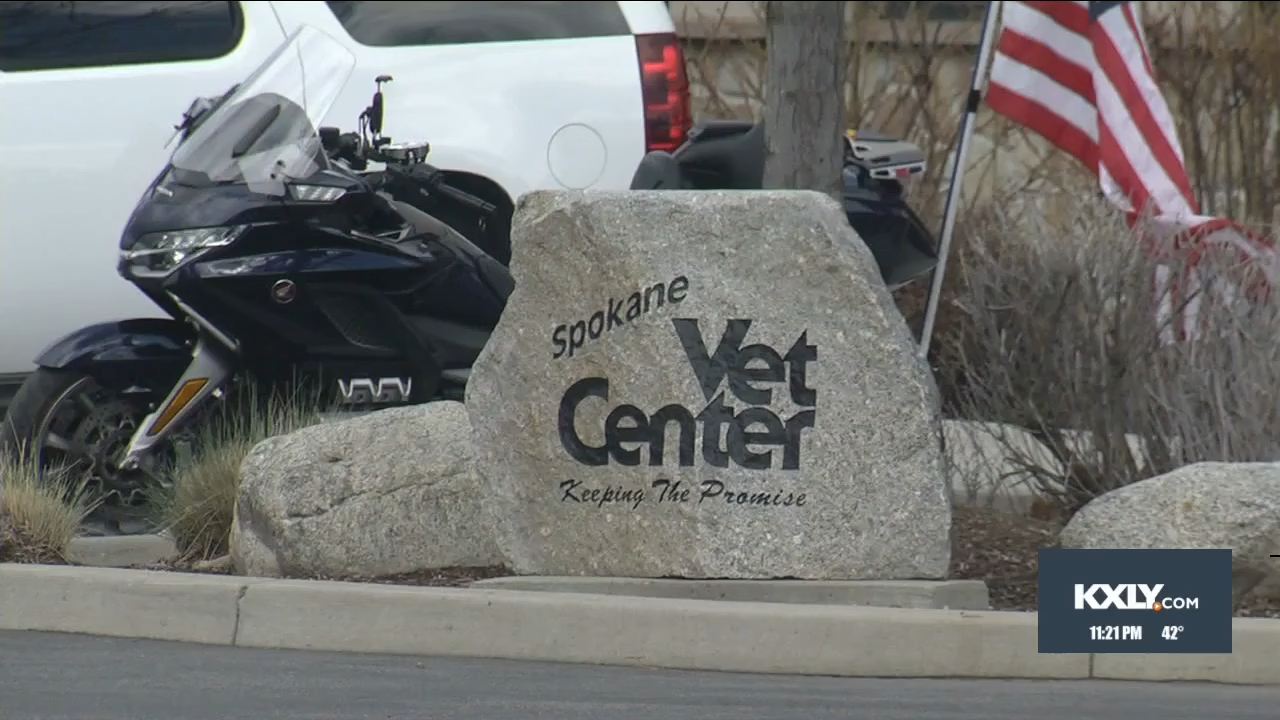 Spokane
Vet
Center
Keeping The Promise
KXLY.COM
11:21 PM 42°